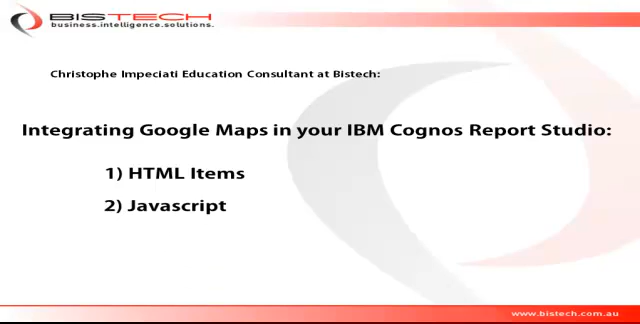 BISTECH
business.intelligence.solutions.
Christophe Impeciati Education Consultant at Bistech:
Integrating Google Maps in your IBM Cognos Report Studio:
1) HTML Items
2) Javascript
www.bistech.com.au